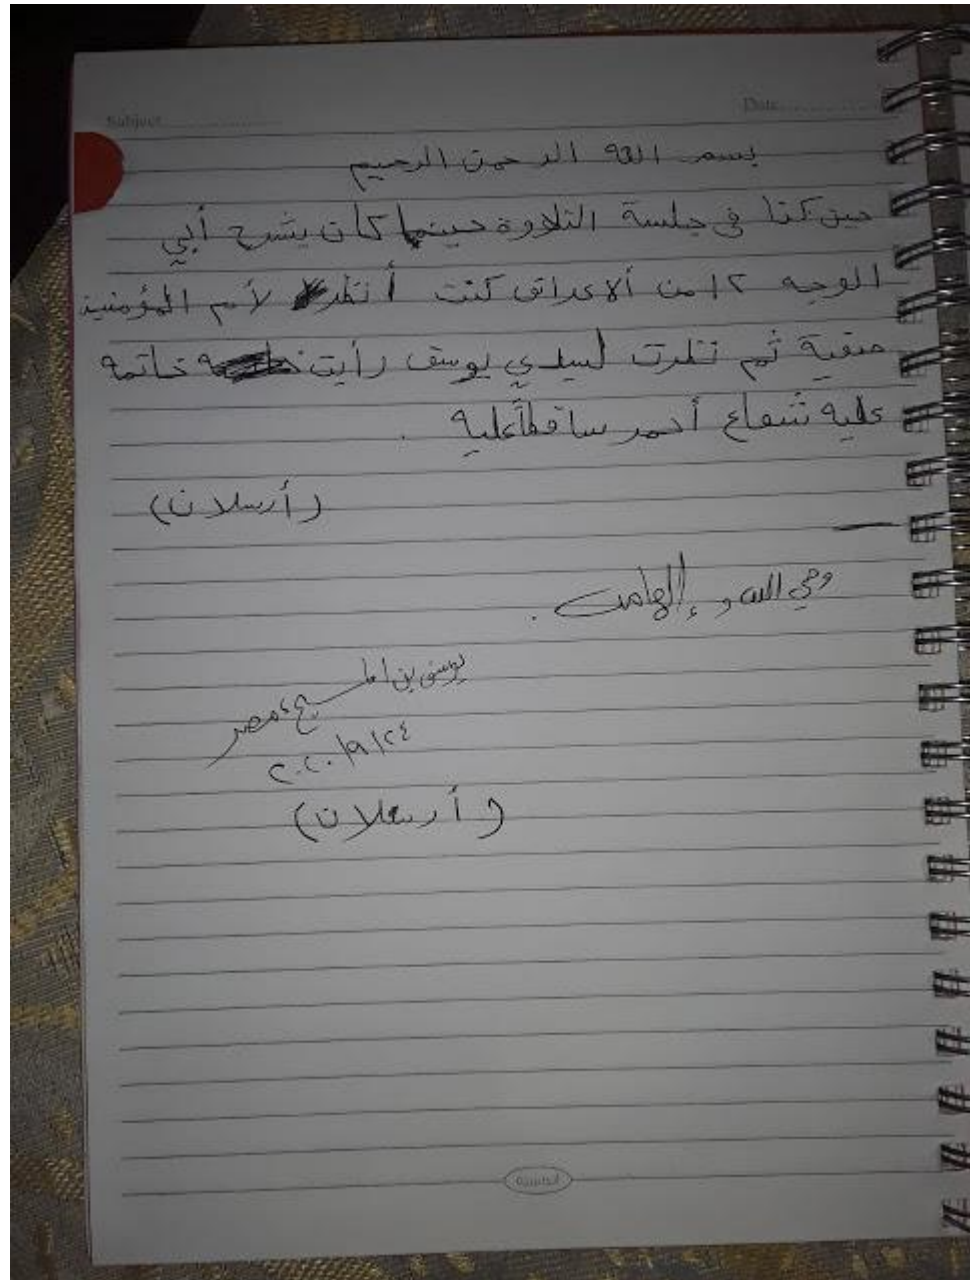 Subject
Date
بسم الله الرحمن الرحيم
حين كنا في جلسة التلاوة حينما كان يشرح أبي
الوجه ١٢ من ألاعراف كنت أنظر لأم المؤمنين
صفية ثم نظرت لسيدي يوسف رأيت خاتمه
عليه شعاع أحمر ساقطاً عليه .
(أرسلان)
وحي الله و إلهامه .
يوسف بن المسيح ، مصر
٢٠٢٠/٩/٢٤
(أرسلان)